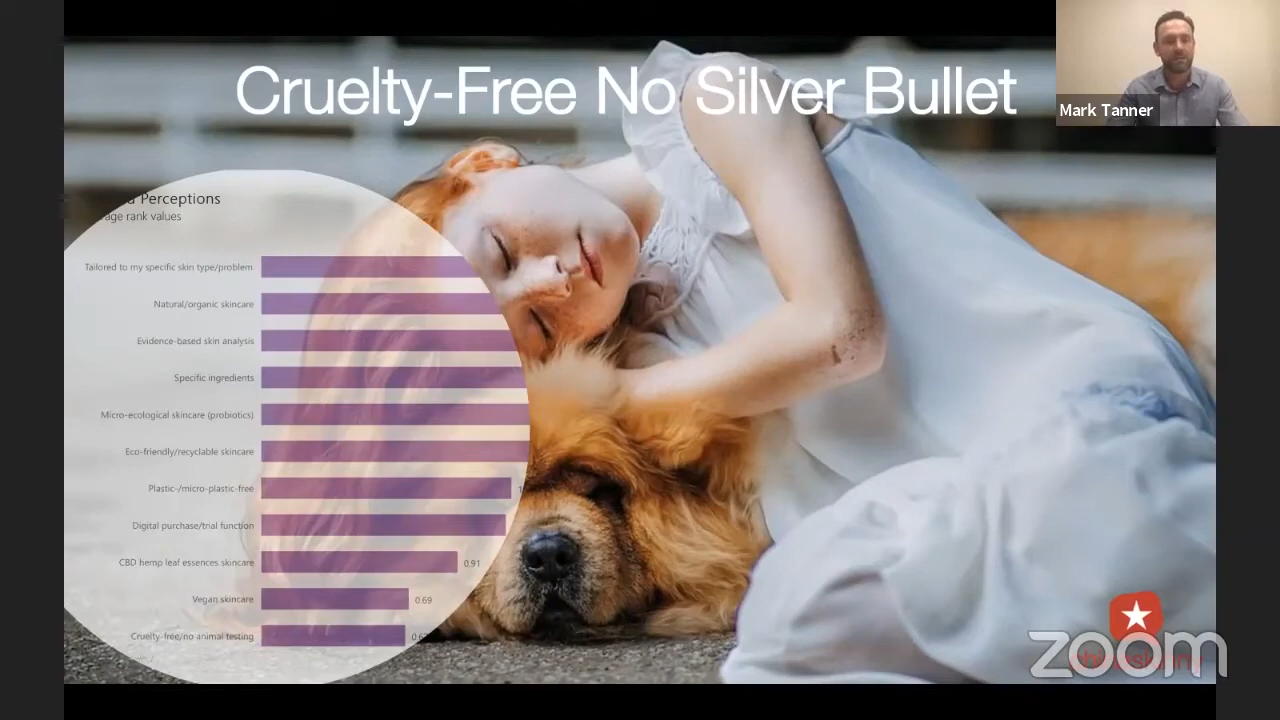 Cruelty-Free No Silver Bullet
Mark Tanner
Perceptions
rank values
Tailored to my specific skin type/problem
Natural/organic skincare
Evidence-based skin analysis
Specific ingredients
Micro-ecological skincare (probiotics)
Eco-friendly/recyclable skincare
Plastic-/micro-plastic-free
Digital purchase/trial function
CBD hemp leaf essences skincare 0.91
Vegan skincare 0.69
Cruelty-free/no animal testing
zoom